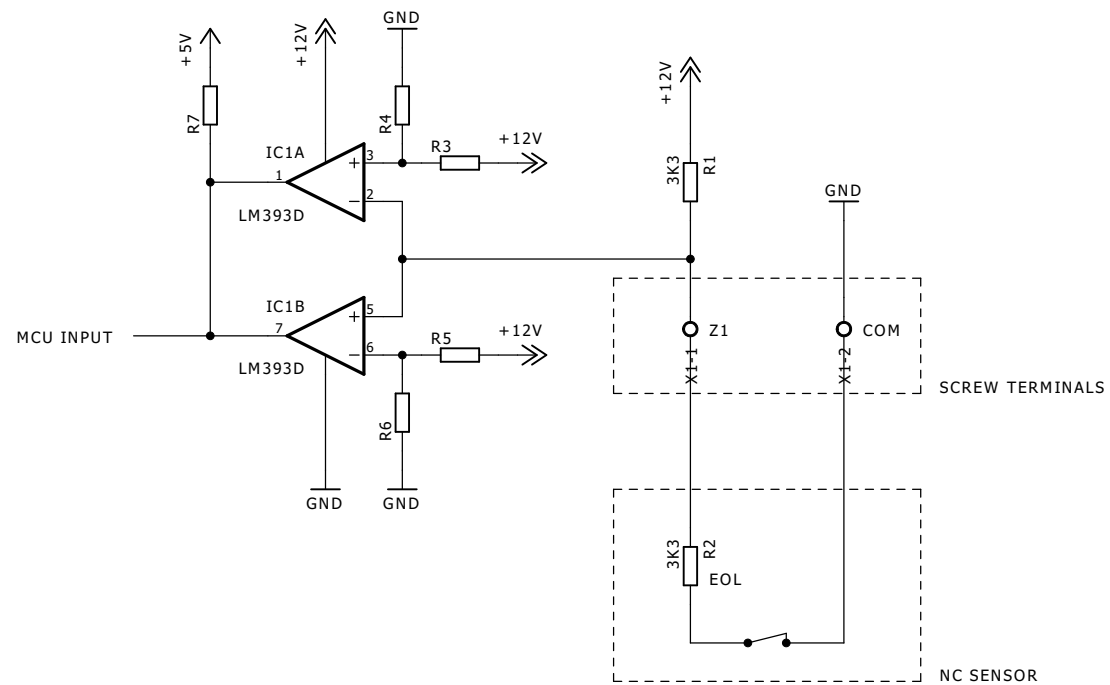 GND
+5V
+12V
+12V
R7
R4
R3
+12V
IC1A
3
1
2
LM393D
3K3
R1
GND
IC1B
5
7
6
LM393D
R5
+12V
MCU INPUT
Z1
COM
X1-1
X1-2
SCREW TERMINALS
R6
GND
GND
3K3
R2
EOL
NC SENSOR